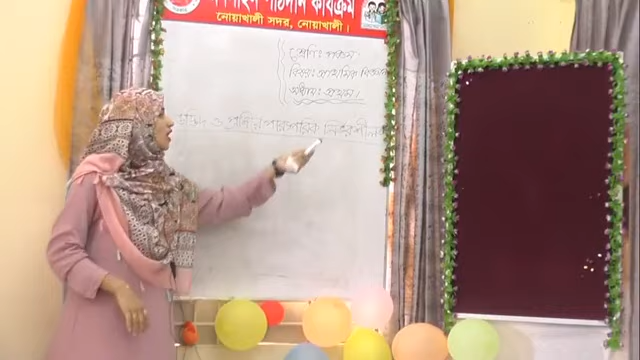 পাঠদান কার্যক্রম
নোয়াখালী সদর, নোয়াখালী।
শ্রেণিঃ পঞ্চম
বিষয়ঃ প্রাথমিক বিজ্ঞান
অধ্যায়ঃ প্রথম।
ও প্রাণীর পারস্পরিক নির্ভরশীলতা